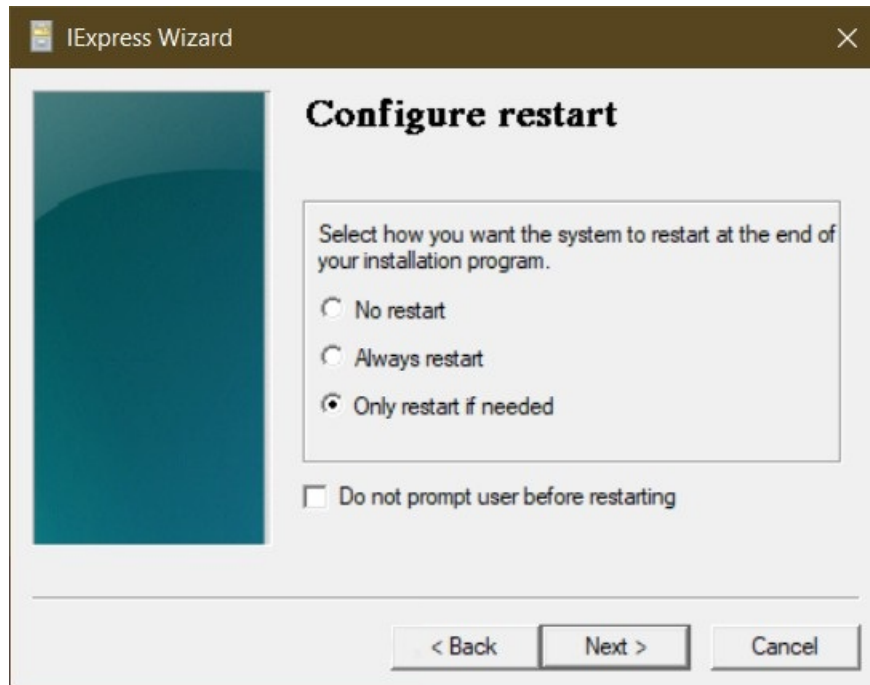 IExpress Wizard
Configure restart
Select how you want the system to restart at the end of
your installation program.
No restart
Always restart
Only restart if needed
Do not prompt user before restarting
< Back
Next >
Cancel